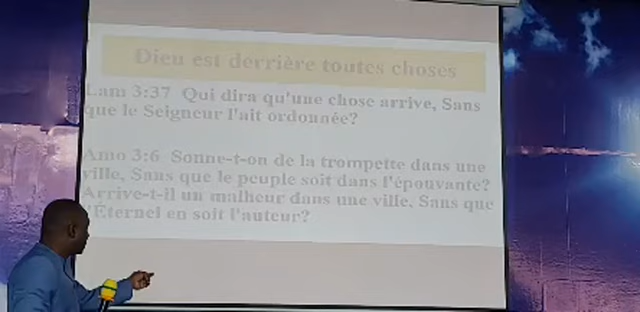 Dieu est derrière toutes choses
Lam 3:37 Qui dira qu'une chose arrive, Sans
que le Seigneur l'ait ordonnée?
Amo 3:6 Sonne-t-on de la trompette dans une
ville, Sans que le peuple soit dans l'épouvante?
Arrive-t-il un malheur dans une ville, Sans que
l'Éternel en soit l'auteur?